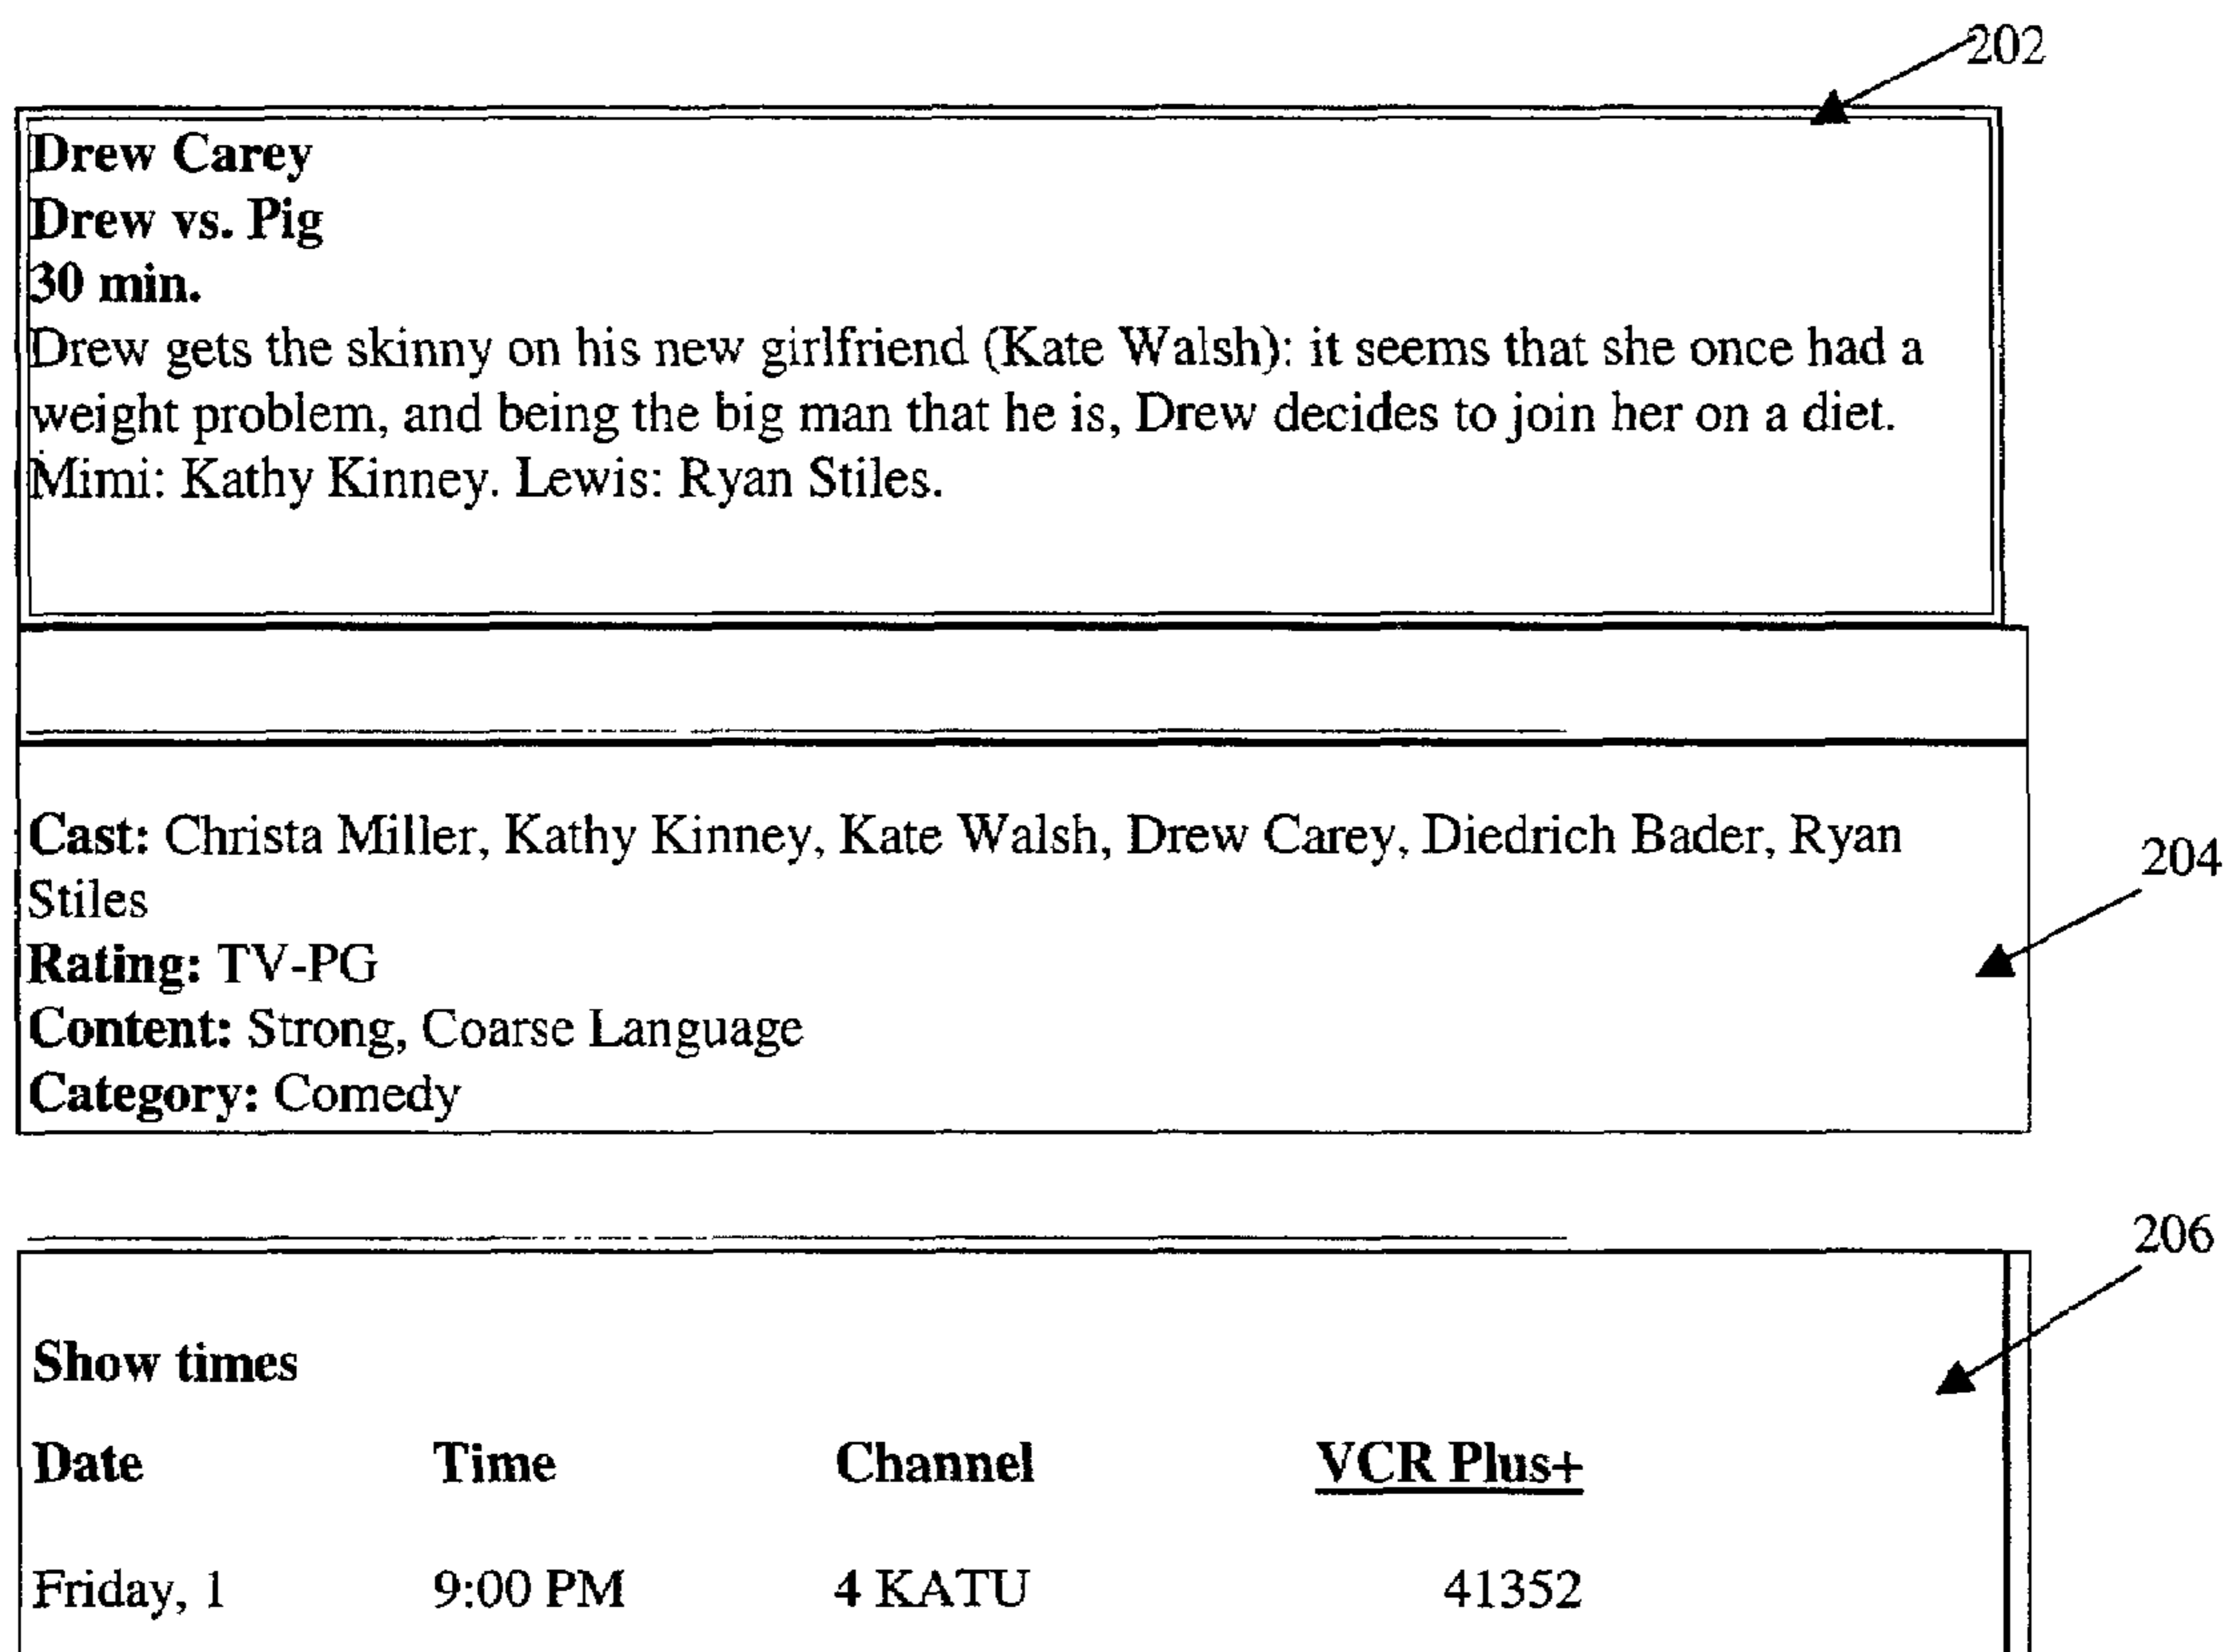 202
Drew Carey
Drew vs. Pig
30 min.
Drew gets the skinny on his new girlfriend (Kate Walsh): it seems that she once had a
weight problem, and being the big man that he is, Drew decides to join her on a diet.
Mimi: Kathy Kinney. Lewis: Ryan Stiles.
Cast: Christa Miller, Kathy Kinney, Kate Walsh, Drew Carey, Diedrich Bader, Ryan
Stiles
204
Rating: TV-PG
Content: Strong, Coarse Language
Category: Comedy
206
Show times
Date Time Channel VCR Plus+
Friday, 1 9:00 PM 4 KATU 41352